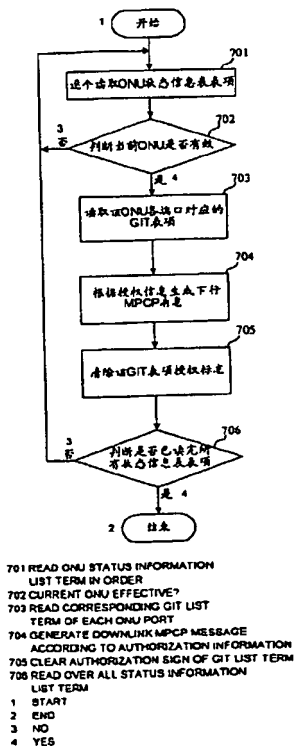 1
开始
701
逐个读取ONU状态信息表表项
702
3
否
判断当前ONU是否有效
是 4
703
读取该ONU各端口对应的
GIT表项
704
根据授权信息生成下行
MPCP消息
705
清除该GIT表项授权标志
706
3
否
判断是否已读完所
有状态信息表表项
是 4
2
结束
701 READ ONU STATUS INFORMATION
LIST TERM IN ORDER
702 CURRENT ONU EFFECTIVE?
703 READ CORRESPONDING GIT LIST
TERM OF EACH ONU PORT
704 GENERATE DOWNLINK MPCP MESSAGE
ACCORDING TO AUTHORIZATION INFORMATION
705 CLEAR AUTHORIZATION SIGN OF GIT LIST TERM
706 READ OVER ALL STATUS INFORMATION
LIST TERM
1 START
2 END
3 NO
4 YES